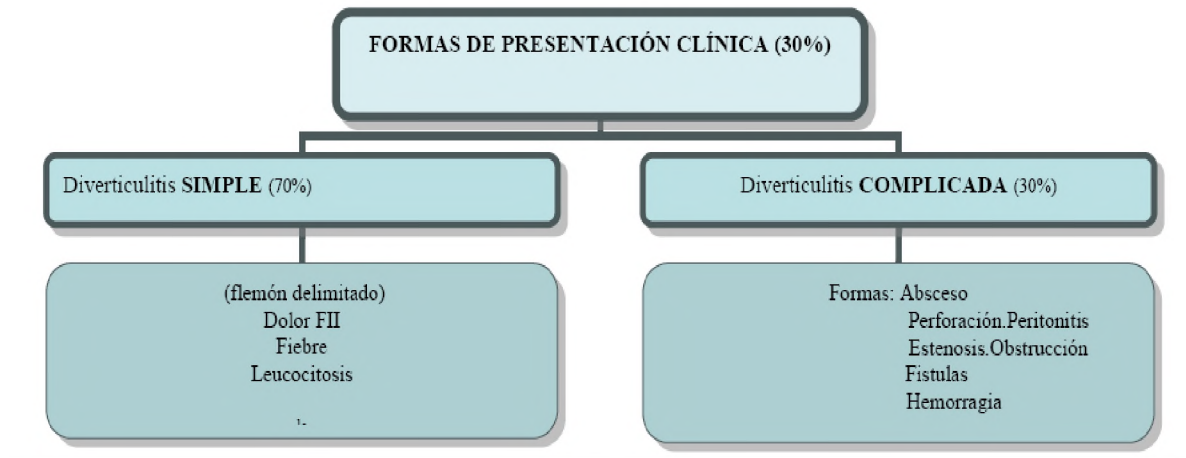 FORMAS DE PRESENTACIÓN CLÍNICA (30%)
Diverticulitis SIMPLE (70%)
(flemón delimitado)
Dolor FII
Fiebre
Leucocitosis
1-
Diverticulitis COMPLICADA (30%)
Formas: Absceso
Perforación.Peritonitis
Estenosis.Obstrucción
Fistulas
Hemorragia